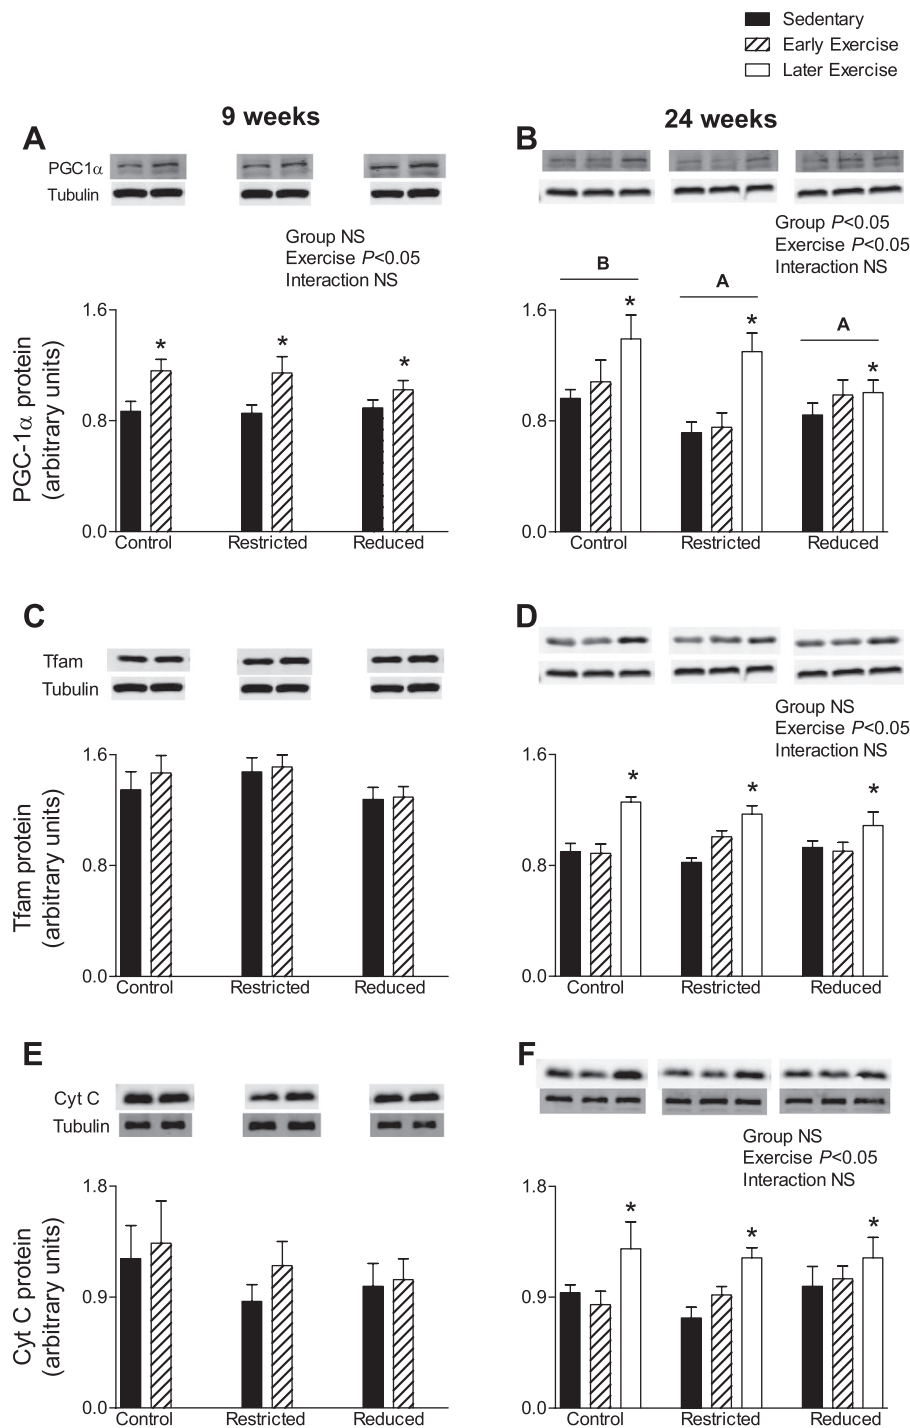 Sedentary
Early Exercise
Later Exercise
9 weeks
24 weeks
A
PGC1α
Tubulin
Group NS
Exercise P<0.05
Interaction NS
PGC-1α protein
(arbitrary units)
1.6
0.8
0.0
*
*
*
Control
Restricted
Reduced
B
Group P<0.05
Exercise P<0.05
Interaction NS
B
A
A
1.6
0.8
0.0
*
*
*
Control
Restricted
Reduced
C
Tfam
Tubulin
Tfam protein
(arbitrary units)
1.6
0.8
0.0
Control
Restricted
Reduced
D
Group NS
Exercise P<0.05
Interaction NS
1.6
0.8
0.0
*
*
*
Control
Restricted
Reduced
E
Cyt C
Tubulin
Cyt C protein
(arbitrary units)
1.8
0.9
0.0
Control
Restricted
Reduced
F
Group NS
Exercise P<0.05
Interaction NS
1.8
0.9
0.0
*
*
*
Control
Restricted
Reduced